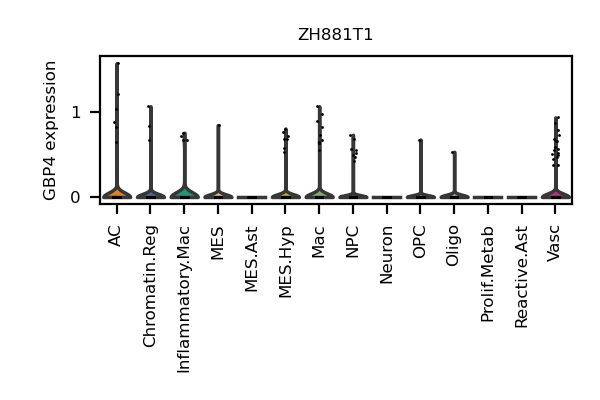 ZH881T1
GBP4 expression
1
0
AC
Chromatin.Reg
Inflammatory.Mac
MES
MES.Ast
MES.Hyp
Mac
NPC
Neuron
OPC
Oligo
Prolif.Metab
Reactive.Ast
Vasc